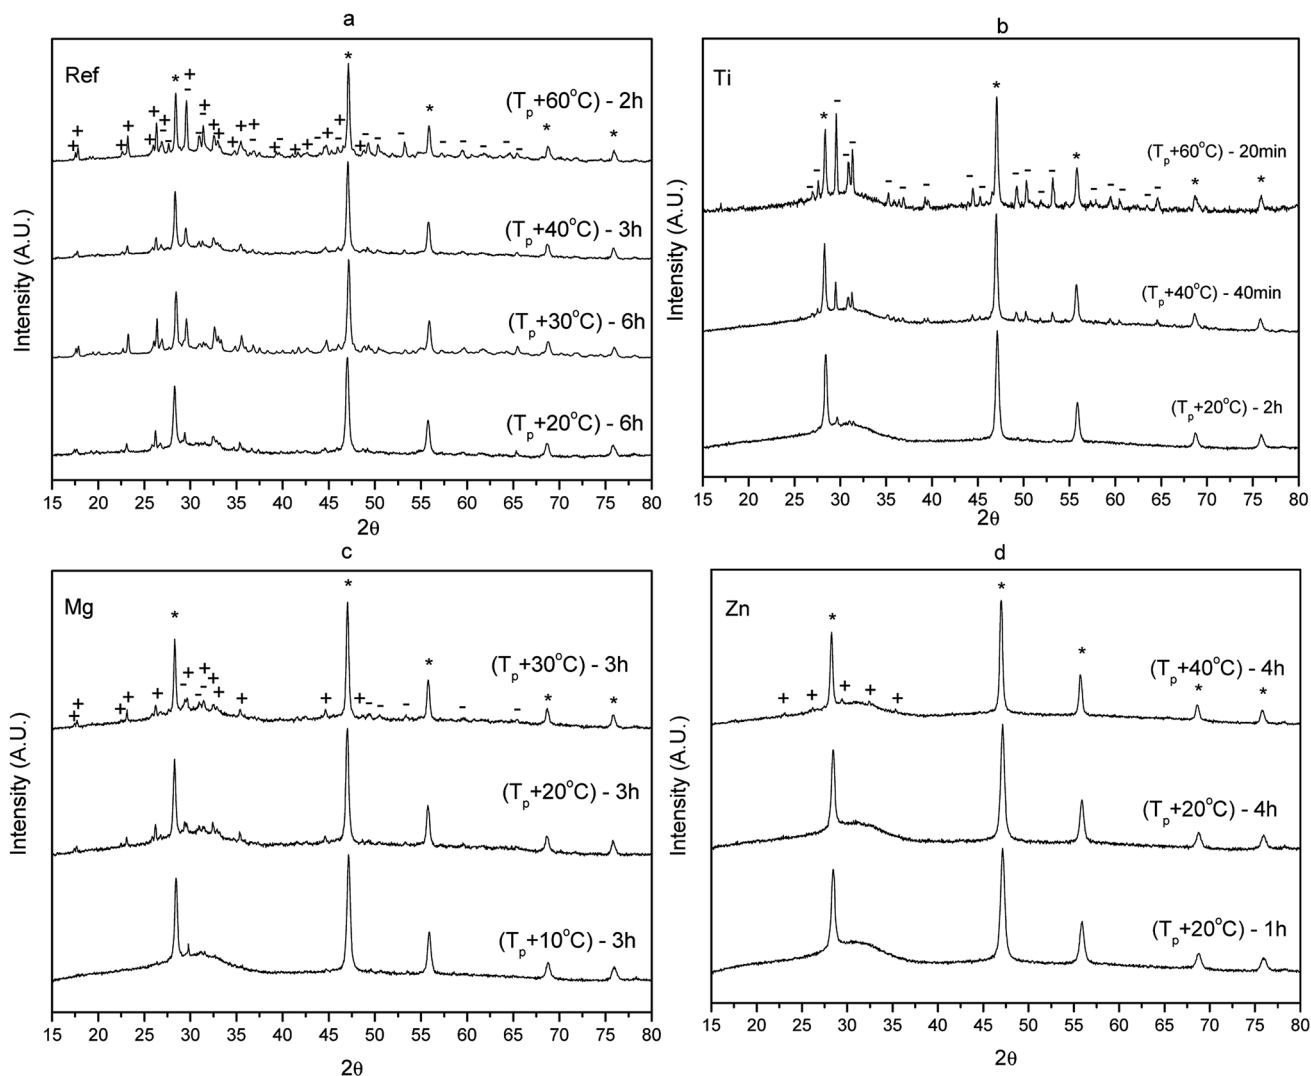 a
Ref
(Tp+60°C) - 2h
(Tp+40°C) - 3h
(Tp+30°C) - 6h
(Tp+20°C) - 6h
Intensity (A.U.)
15 20 25 30 35 40 45 50 55 60 65 70 75 80
2θ
b
Ti
(Tp+60°C) - 20min
(Tp+40°C) - 40min
(Tp+20°C) - 2h
Intensity (A.U.)
15 20 25 30 35 40 45 50 55 60 65 70 75 80
2θ
c
Mg
(Tp+30°C) - 3h
(Tp+20°C) - 3h
(Tp+10°C) - 3h
Intensity (A.U.)
15 20 25 30 35 40 45 50 55 60 65 70 75 80
2θ
d
Zn
(Tp+40°C) - 4h
(Tp+20°C) - 4h
(Tp+20°C) - 1h
Intensity (A.U.)
15 20 25 30 35 40 45 50 55 60 65 70 75 80
2θ